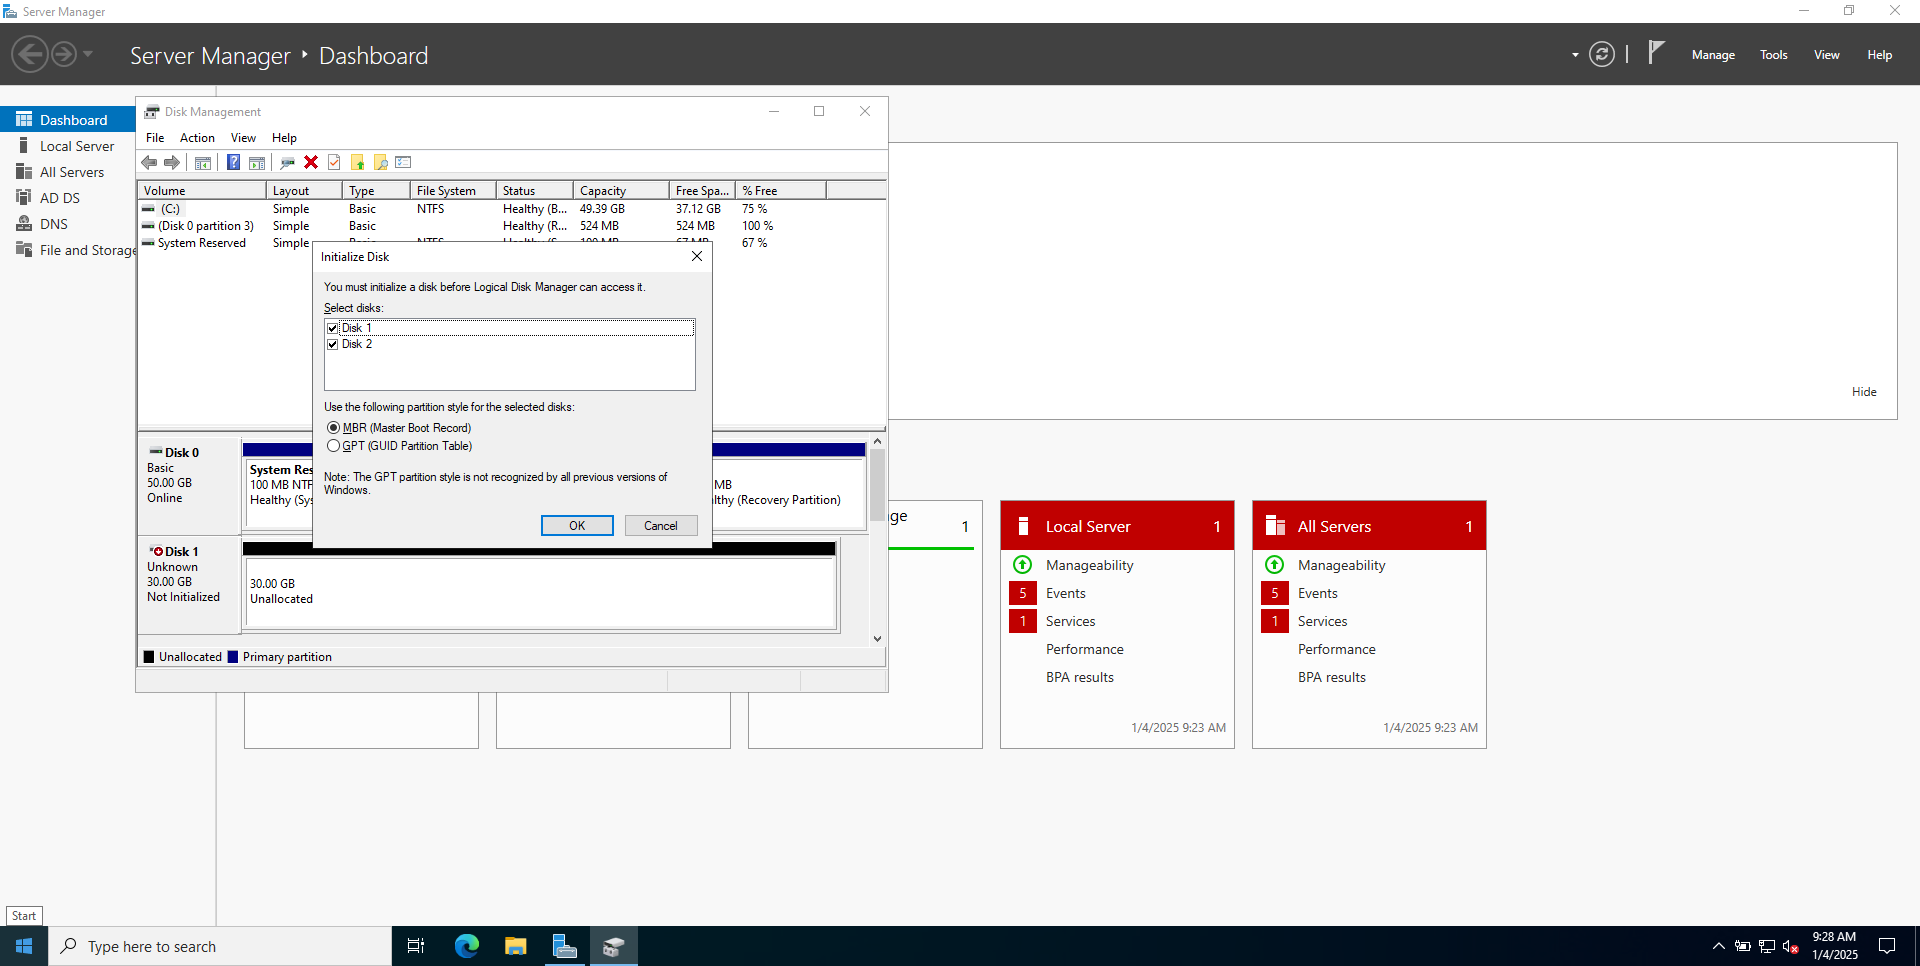 Server Manager
Server Manager
Dashboard
Manage
Tools
View
Help
Dashboard
Local Server
All Servers
AD DS
DNS
File and Storage
Disk Management
File
Action
View
Help
Volume
Layout
Type
File System
Status
Capacity
Free Spa...
% Free
(C:)
Simple
Basic
NTFS
Healthy (B...
49.39 GB
37.12 GB
75 %
(Disk 0 partition 3)
Simple
Basic
Healthy (R...
524 MB
524 MB
100 %
System Reserved
Simple
67 %
Initialize Disk
You must initialize a disk before Logical Disk Manager can access it.
Select disks:
Disk 1
Disk 2
Use the following partition style for the selected disks:
MBR (Master Boot Record)
GPT (GUID Partition Table)
Note: The GPT partition style is not recognized by all previous versions of
Windows.
OK
Cancel
Disk 0
Basic
50.00 GB
Online
System Res
100 MB NTF
Healthy (Sys
MB
lthy (Recovery Partition)
Disk 1
Unknown
30.00 GB
Not Initialized
30.00 GB
Unallocated
Unallocated
Primary partition
Hide
ge
1
Local Server
1
Manageability
5
Events
1
Services
Performance
BPA results
1/4/2025 9:23 AM
All Servers
1
Manageability
5
Events
1
Services
Performance
BPA results
1/4/2025 9:23 AM
Start
Type here to search
9:28 AM
1/4/2025